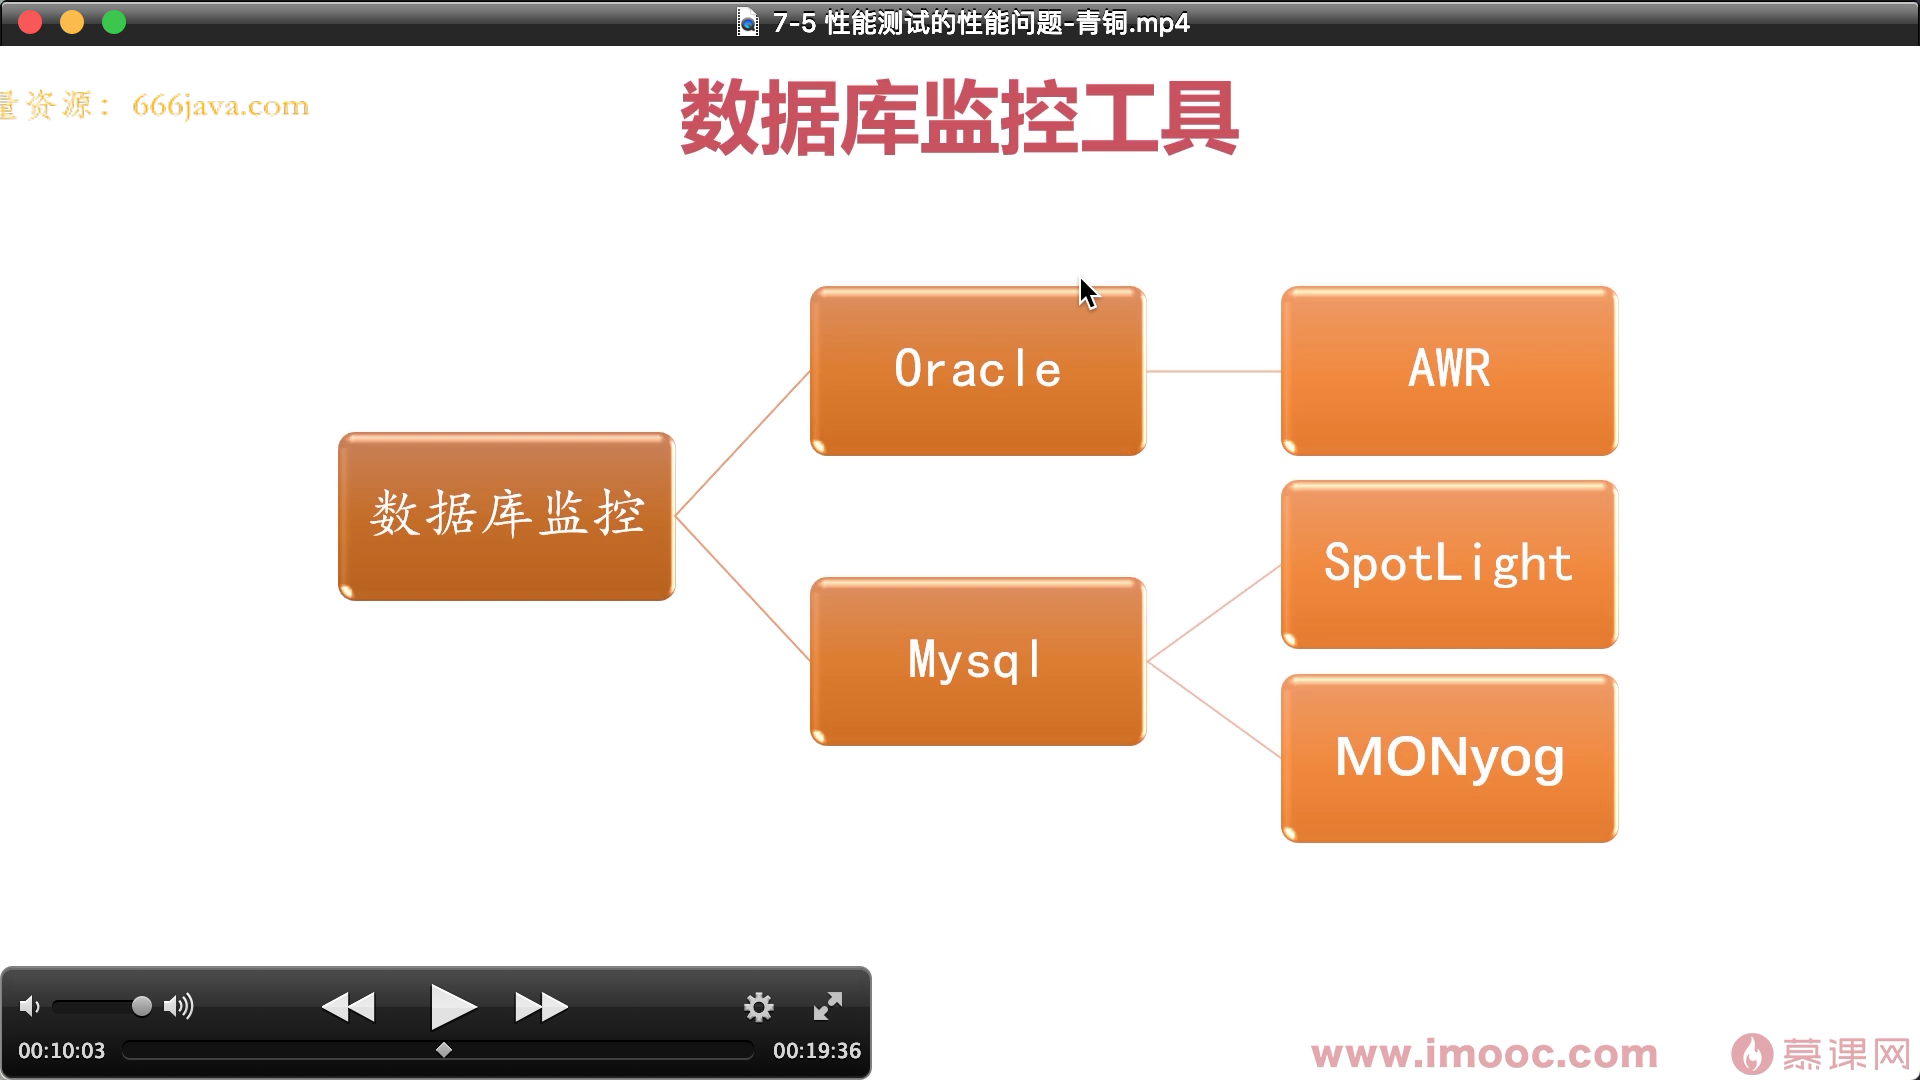 7-5 性能测试的性能问题-青铜.mp4
量资源：666java.com
数据库监控工具
Oracle
AWR
数据库监控
SpotLight
Mysql
MONyog
00:10:03
00:19:36
www.imooc.com
慕课网